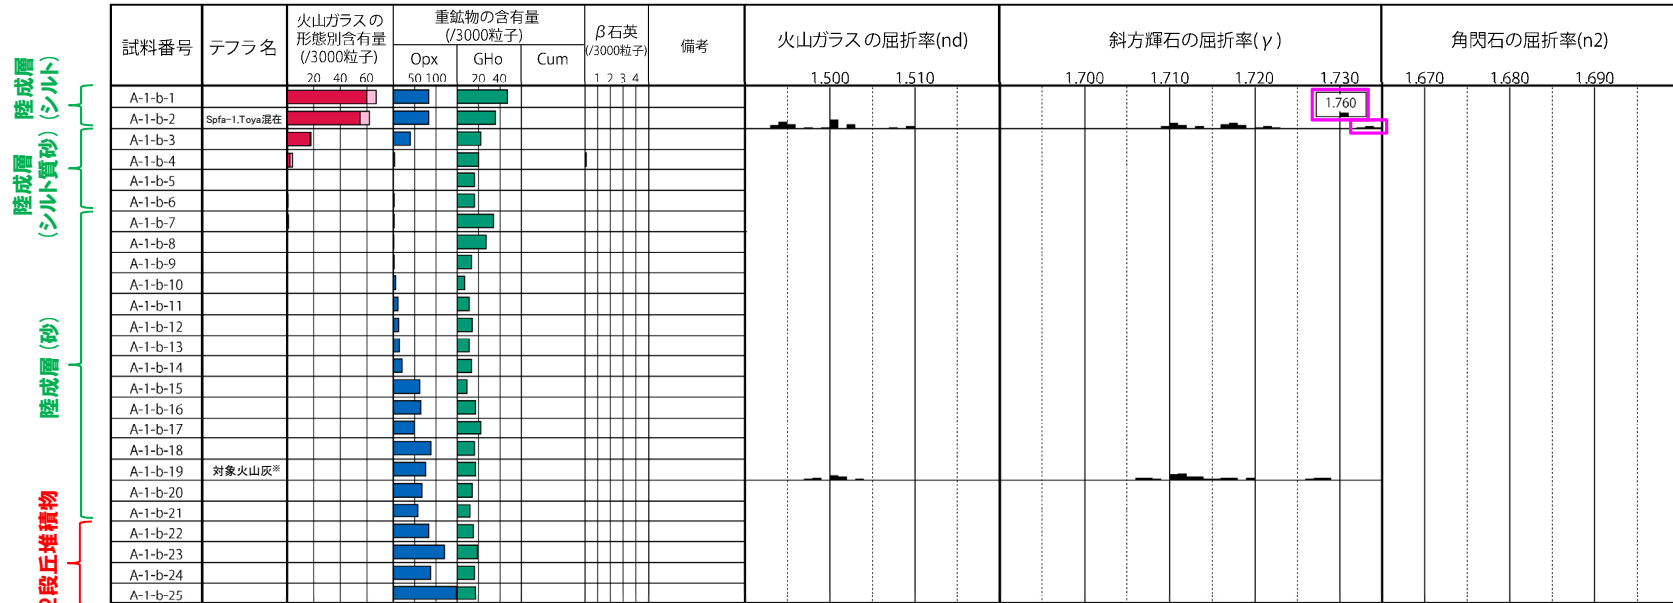 試料番号
テフラ名
火山ガラスの
形態別含有量
(/3000粒子)
20 40 60
重鉱物の含有量
(/3000粒子)
Opx
GHo
Cum
50 100
20 40
β石英
(/3000粒子)
1 2 3 4
備考
火山ガラスの屈折率(nd)
1.500 1.510
斜方輝石の屈折率(γ)
1.700 1.710 1.720 1.730
角閃石の屈折率(n2)
1.670 1.680 1.690
陸成層
(シルト)
陸成層
(シルト質砂)
陸成層(砂)
段丘堆積物
A-1-b-1
A-1-b-2
Spfa-1,Toya混在
1.760
A-1-b-3
A-1-b-4
A-1-b-5
A-1-b-6
A-1-b-7
A-1-b-8
A-1-b-9
A-1-b-10
A-1-b-11
A-1-b-12
A-1-b-13
A-1-b-14
A-1-b-15
A-1-b-16
A-1-b-17
A-1-b-18
A-1-b-19
対象火山灰※
A-1-b-20
A-1-b-21
A-1-b-22
A-1-b-23
A-1-b-24
A-1-b-25